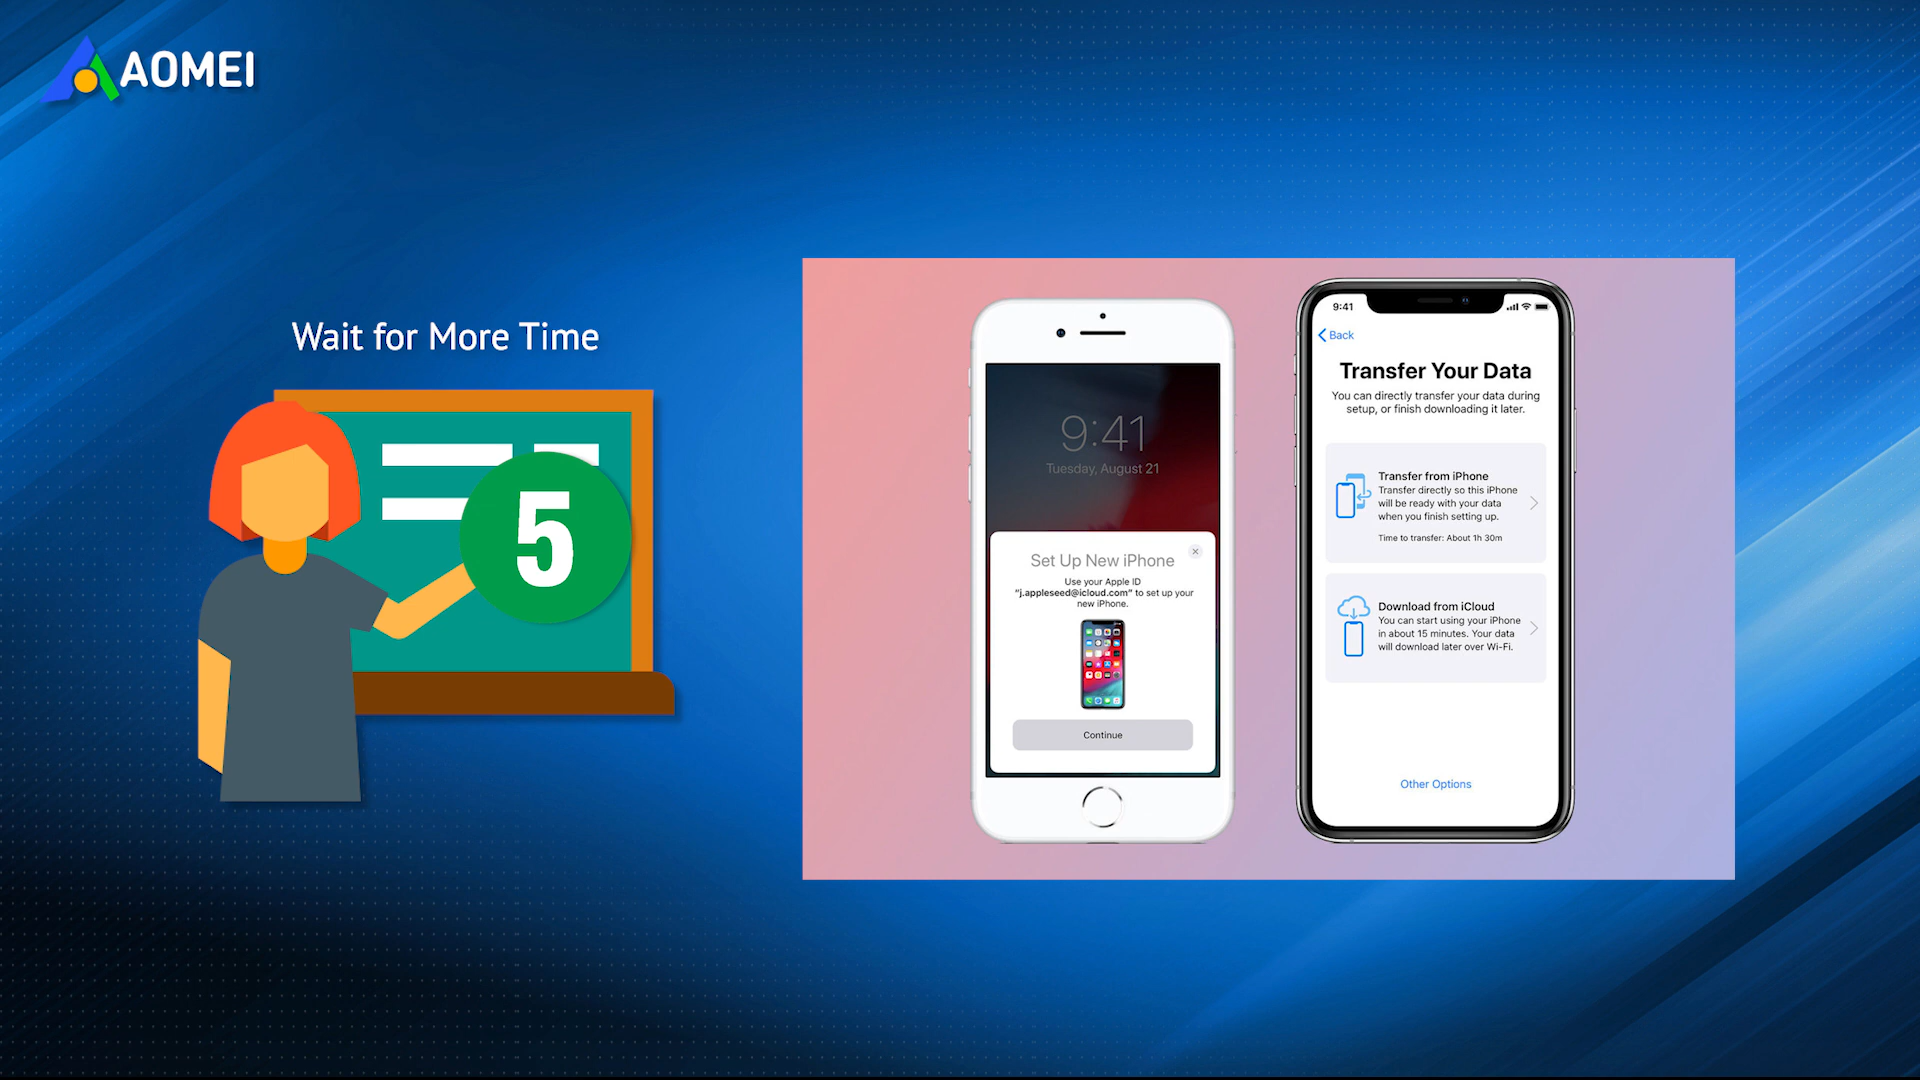 AOMEI
Wait for More Time
5
9:41
Tuesday, August 21
Set Up New iPhone
Use your Apple ID
“j.appleseed@icloud.com” to set up your
new iPhone.
Continue
9:41
Back
Transfer Your Data
You can directly transfer your data during
setup, or finish downloading it later.
Transfer from iPhone
Transfer directly so this iPhone
will be ready with your data
when you finish setting up.
Time to transfer: About 1h 30m
Download from iCloud
You can start using your iPhone
in about 15 minutes. Your data
will download later over Wi-Fi.
Other Options